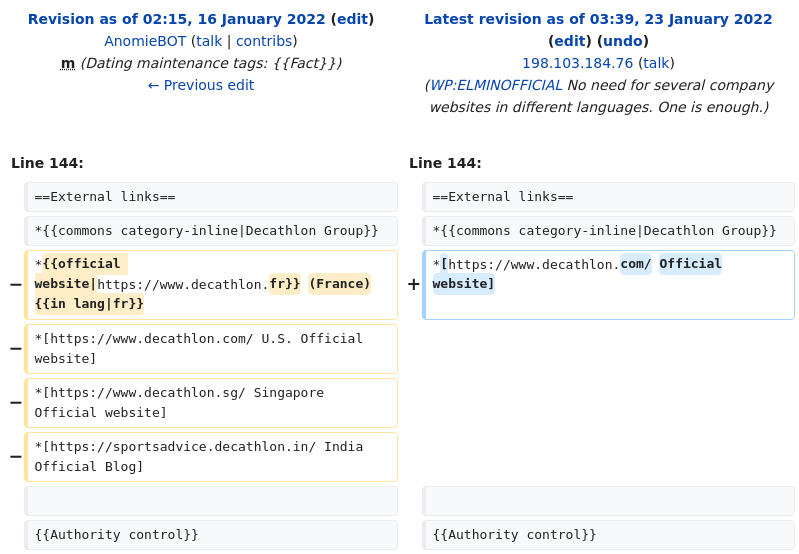 Revision as of 02:15, 16 January 2022 (edit)
AnomieBOT (talk | contribs)
m (Dating maintenance tags: {{Fact}})
← Previous edit
Latest revision as of 03:39, 23 January 2022
(edit) (undo)
198.103.184.76 (talk)
(WP:ELMINOFFICIAL No need for several company
websites in different languages. One is enough.)
Line 144:
Line 144:
==External links==
==External links==
*{{commons category-inline|Decathlon Group}}
*{{commons category-inline|Decathlon Group}}
− *{{official
website|https://www.decathlon.fr}} (France)
{{in lang|fr}}
+ *[https://www.decathlon.com/ Official
website]
− *[https://www.decathlon.com/ U.S. Official
website]
− *[https://www.decathlon.sg/ Singapore
Official website]
− *[https://sportsadvice.decathlon.in/ India
Official Blog]
{{Authority control}}
{{Authority control}}